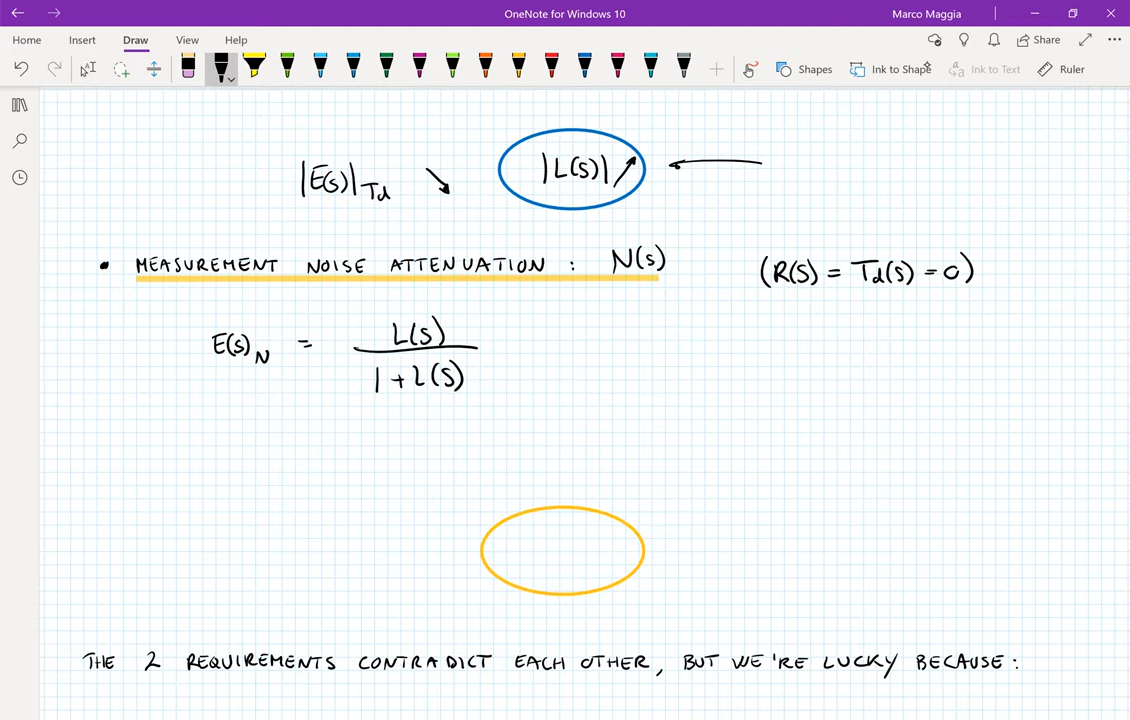 OneNote for Windows 10
Marco Maggia
Home Insert Draw View Help
Share
Shapes
Ink to Shape
Ink to Text
Ruler
|E(s)|Td ↘ |L(s)|↗ ←
• MEASUREMENT NOISE ATTENUATION : N(s) (R(s) = Td(s) = 0)
E(s)N = L(s)
1 + L(s)
THE 2 REQUIREMENTS CONTRADICT EACH OTHER, BUT WE'RE LUCKY BECAUSE: